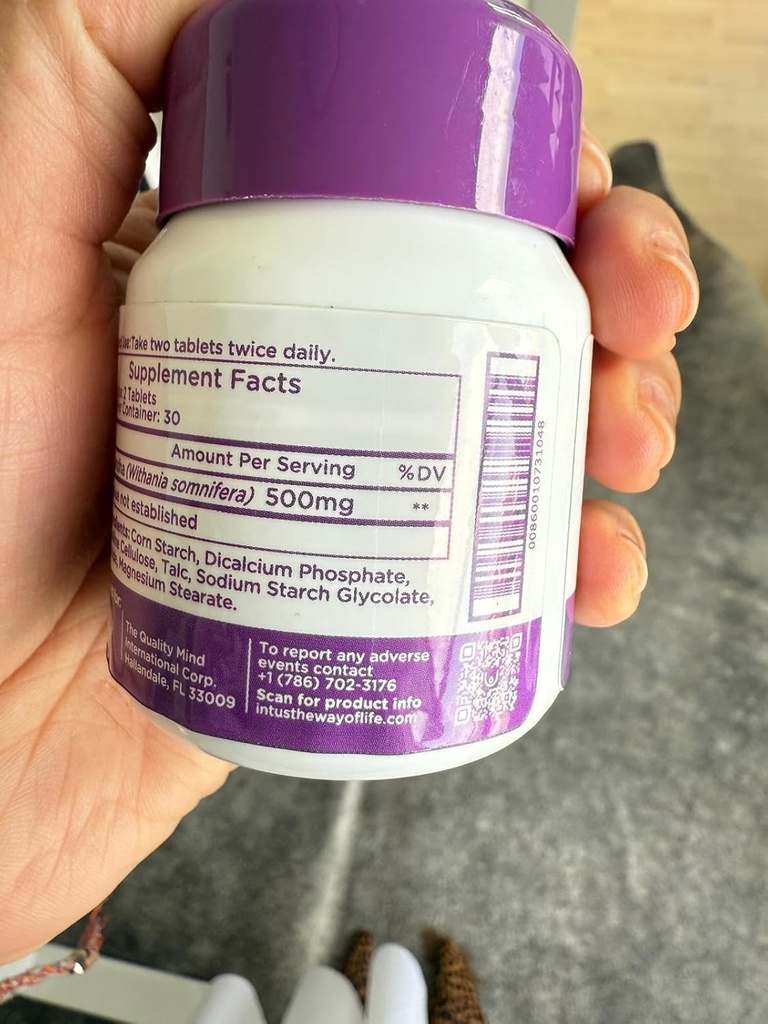 Take two tablets twice daily.
Supplement Facts
2 Tablets
Container: 30
Amount Per Serving %DV
(Withania somnifera) 500mg **
not established
Corn Starch, Dicalcium Phosphate,
Cellulose, Talc, Sodium Starch Glycolate,
Magnesium Stearate.
The Quality Mind
International Corp.
Hallandale, FL 33009
To report any adverse
events contact
+1 (786) 702-3176
Scan for product info
intusthewayoflife.com
00860010731048